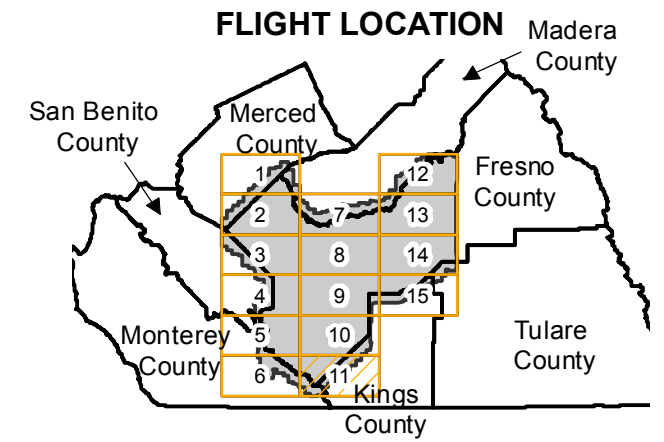 FLIGHT LOCATION
Madera
County
San Benito
County
Merced
County
Fresno
County
1
12
2
7
13
3
8
14
4
9
15
5
10
6
11
Monterey
County
Tulare
County
Kings
County